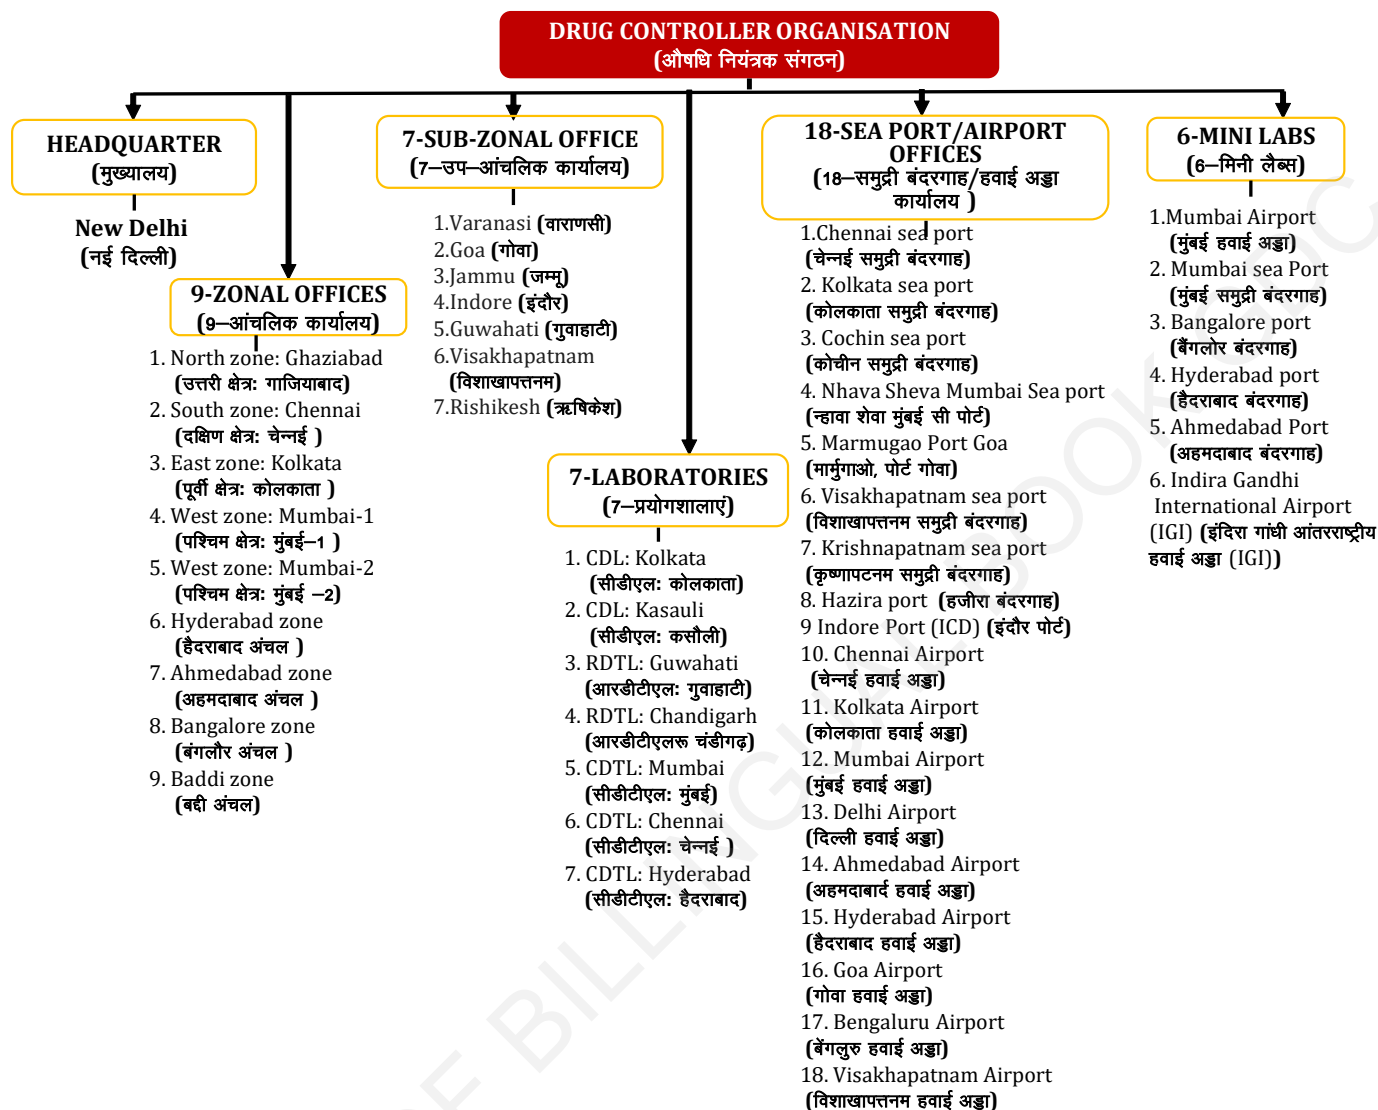 DRUG CONTROLLER ORGANISATION
(औषधि नियंत्रक संगठन)
HEADQUARTER
(मुख्यालय)
New Delhi
(नई दिल्ली)
9-ZONAL OFFICES
(9–आंचलिक कार्यालय)
1. North zone: Ghaziabad
(उत्तरी क्षेत्र: गाजियाबाद)
2. South zone: Chennai
(दक्षिण क्षेत्र: चेन्नई )
3. East zone: Kolkata
(पूर्वी क्षेत्र: कोलकाता )
4. West zone: Mumbai-1
(पश्चिम क्षेत्र: मुंबई–1 )
5. West zone: Mumbai-2
(पश्चिम क्षेत्र: मुंबई –2)
6. Hyderabad zone
(हैदराबाद अंचल )
7. Ahmedabad zone
(अहमदाबाद अंचल )
8. Bangalore zone
(बंगलौर अंचल )
9. Baddi zone
(बद्दी अंचल)
7-SUB-ZONAL OFFICE
(7–उप–आंचलिक कार्यालय)
1.Varanasi (वाराणसी)
2.Goa (गोवा)
3.Jammu (जम्मू)
4.Indore (इंदौर)
5.Guwahati (गुवाहाटी)
6.Visakhapatnam
(विशाखापत्तनम)
7.Rishikesh (ऋषिकेश)
7-LABORATORIES
(7–प्रयोगशालाएं)
1. CDL: Kolkata
(सीडीएल: कोलकाता)
2. CDL: Kasauli
(सीडीएल: कसौली)
3. RDTL: Guwahati
(आरडीटीएल: गुवाहाटी)
4. RDTL: Chandigarh
(आरडीटीएलरू चंडीगढ़)
5. CDTL: Mumbai
(सीडीटीएल: मुंबई)
6. CDTL: Chennai
(सीडीटीएल: चेन्नई )
7. CDTL: Hyderabad
(सीडीटीएल: हैदराबाद)
18-SEA PORT/AIRPORT
OFFICES
(18–समुद्री बंदरगाह/हवाई अड्डा
कार्यालय )
1.Chennai sea port
(चेन्नई समुद्री बंदरगाह)
2. Kolkata sea port
(कोलकाता समुद्री बंदरगाह)
3. Cochin sea port
(कोचीन समुद्री बंदरगाह)
4. Nhava Sheva Mumbai Sea port
(न्हावा शेवा मुंबई सी पोर्ट)
5. Marmugao Port Goa
(मार्मुगाओ, पोर्ट गोवा)
6. Visakhapatnam sea port
(विशाखापत्तनम समुद्री बंदरगाह)
7. Krishnapatnam sea port
(कृष्णापटनम समुद्री बंदरगाह)
8. Hazira port (हजीरा बंदरगाह)
9 Indore Port (ICD) (इंदौर पोर्ट)
10. Chennai Airport
(चेन्नई हवाई अड्डा)
11. Kolkata Airport
(कोलकाता हवाई अड्डा)
12. Mumbai Airport
(मुंबई हवाई अड्डा)
13. Delhi Airport
(दिल्ली हवाई अड्डा)
14. Ahmedabad Airport
(अहमदाबार्द हवाई अड्डा)
15. Hyderabad Airport
(हैदराबाद हवाई अड्डा)
16. Goa Airport
(गोवा हवाई अड्डा)
17. Bengaluru Airport
(बेंगलुरु हवाई अड्डा)
18. Visakhapatnam Airport
(विशाखापत्तनम हवाई अड्डा)
6-MINI LABS
(6–मिनी लैब्स)
1.Mumbai Airport
(मुंबई हवाई अड्डा)
2. Mumbai sea Port
(मुंबई समुद्री बंदरगाह)
3. Bangalore port
(बैंगलोर बंदरगाह)
4. Hyderabad port
(हैदराबाद बंदरगाह)
5. Ahmedabad Port
(अहमदाबाद बंदरगाह)
6. Indira Gandhi
International Airport
(IGI) (इंदिरा गांधी आंतरराष्ट्रीय
हवाई अड्डा (IGI))
BILLINGUAL BOOK GDC